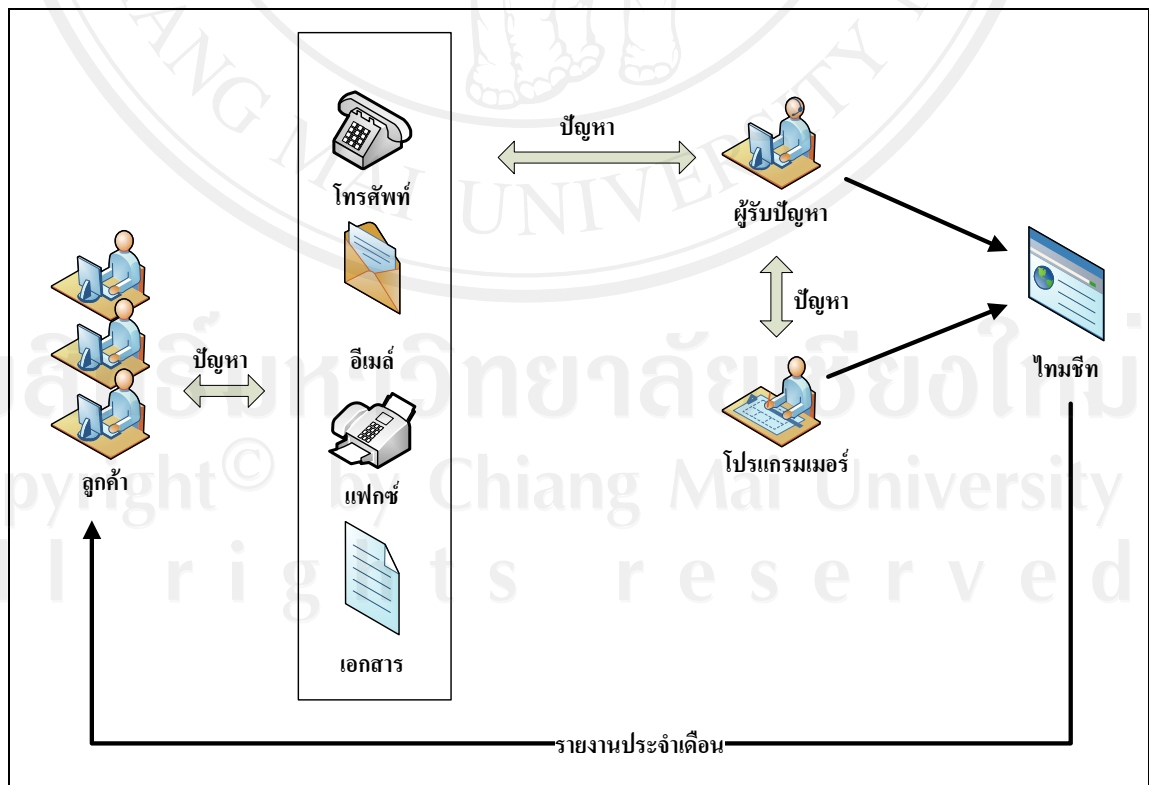 CHIANG MAI UNIVERSITY
โทรศัพท์
ปัญหา
ผู้รับปัญหา
ปัญหา
ปัญหา
อีเมล์
ไทมชีท
ลูกค้า
แฟกซ์
โปรแกรมเมอร์
เอกสาร
รายงานประจำเดือน
by Chiang Mai University
rights reserved